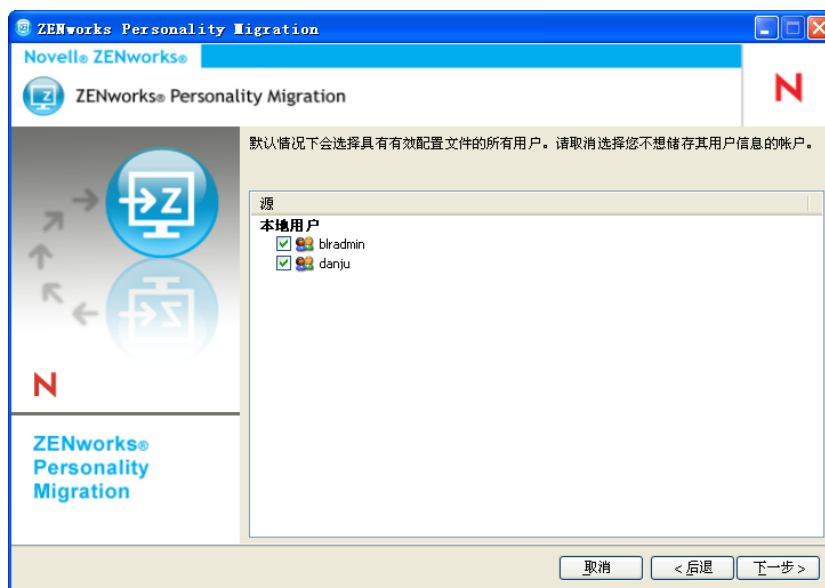 ZENworks Personality Migration
Novell® ZENworks®
ZENworks® Personality Migration
N
默认情况下会选择具有有效配置文件的所有用户。请取消选择您不想储存其用户信息的帐户。
源
本地用户
blradmin
danju
Z
N
ZENworks®
Personality
Migration
取消
< 后退
下一步 >